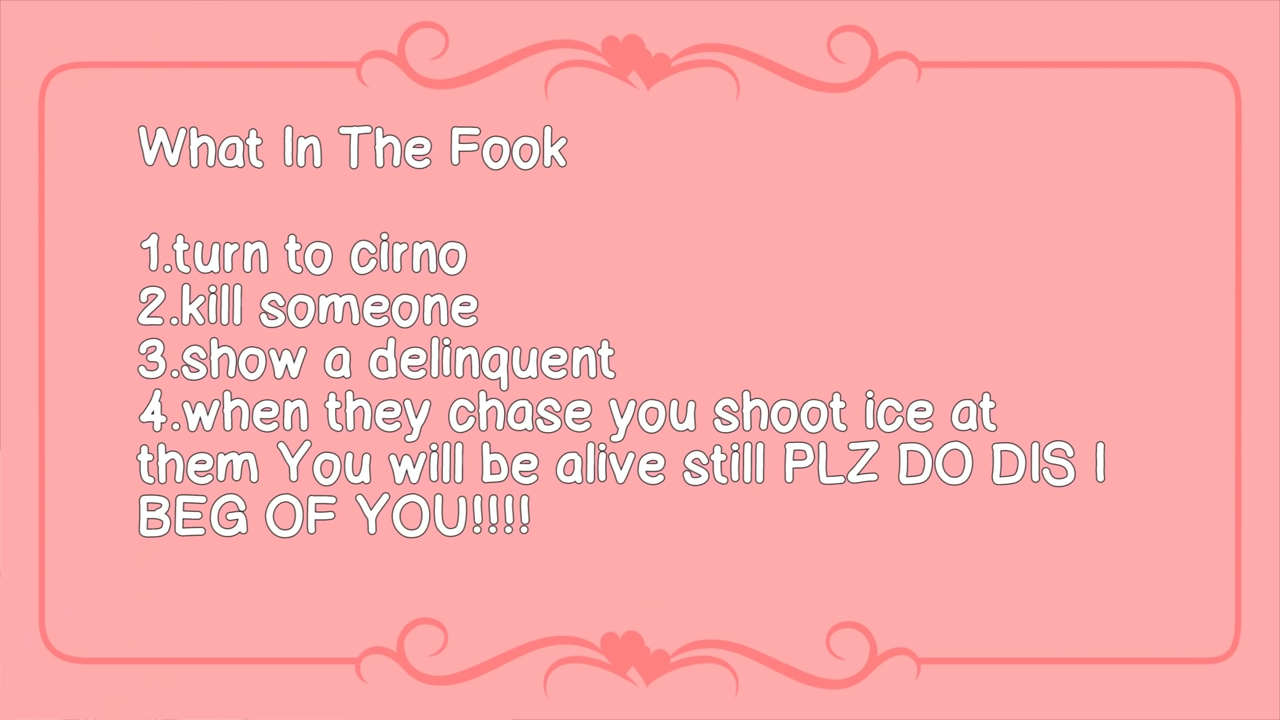 What In The Fook
1.turn to cirno
2.kill someone
3.show a delinquent
4.when they chase you shoot ice at
them You will be alive still PLZ DO DIS I
BEG OF YOU!!!!